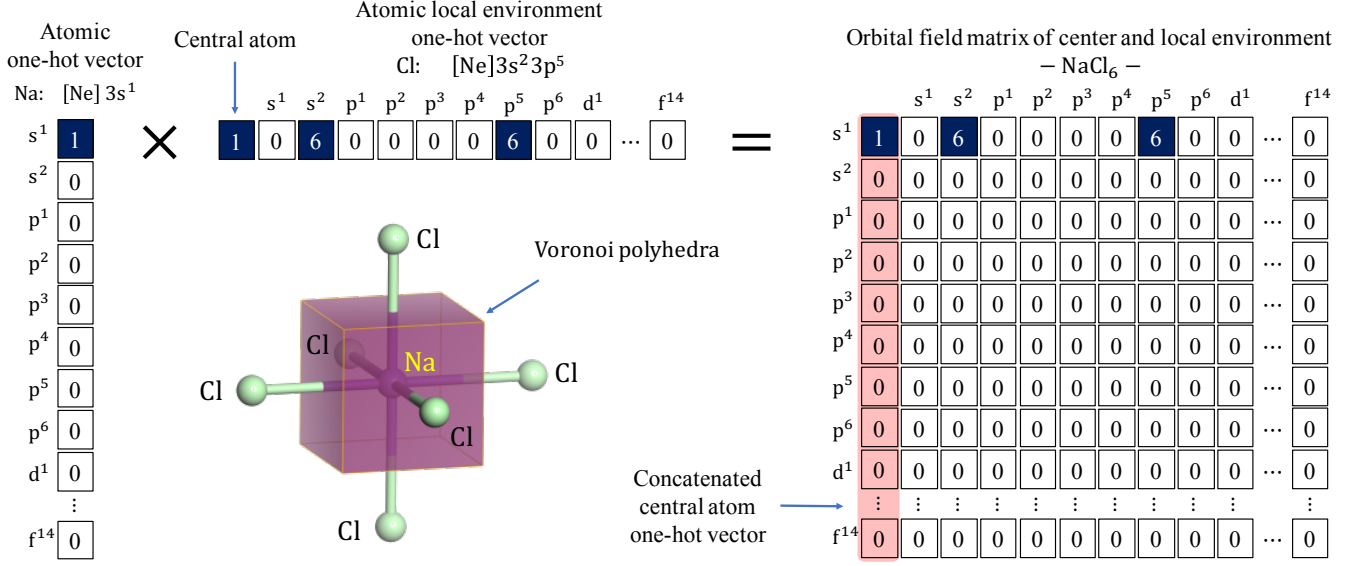 Atomic
one-hot vector
Na: [Ne] 3s¹
Central atom
Atomic local environment
one-hot vector
Cl: [Ne]3s²3p⁵
Orbital field matrix of center and local environment
– NaCl₆ –
s¹ s² p¹ p² p³ p⁴ p⁵ p⁶ d¹ f¹⁴
s¹ 1
s² 0
p¹ 0
p² 0
p³ 0
p⁴ 0
p⁵ 0
p⁶ 0
d¹ 0
⋮
f¹⁴ 0
×
1 0 6 0 0 0 0 6 0 0 ... 0
=
s¹ s² p¹ p² p³ p⁴ p⁵ p⁶ d¹ f¹⁴
s¹ 1 0 6 0 0 0 0 6 0 0 ... 0
s² 0 0 0 0 0 0 0 0 0 0 ... 0
p¹ 0 0 0 0 0 0 0 0 0 0 ... 0
p² 0 0 0 0 0 0 0 0 0 0 ... 0
p³ 0 0 0 0 0 0 0 0 0 0 ... 0
p⁴ 0 0 0 0 0 0 0 0 0 0 ... 0
p⁵ 0 0 0 0 0 0 0 0 0 0 ... 0
p⁶ 0 0 0 0 0 0 0 0 0 0 ... 0
d¹ 0 0 0 0 0 0 0 0 0 0 ... 0
⋮ ⋮ ⋮ ⋮ ⋮ ⋮ ⋮ ⋮ ⋮ ⋮ ⋮
f¹⁴ 0 0 0 0 0 0 0 0 0 0 ... 0
Cl
Voronoi polyhedra
Cl
Na
Cl
Cl
Cl
Cl
Concatenated
central atom
one-hot vector